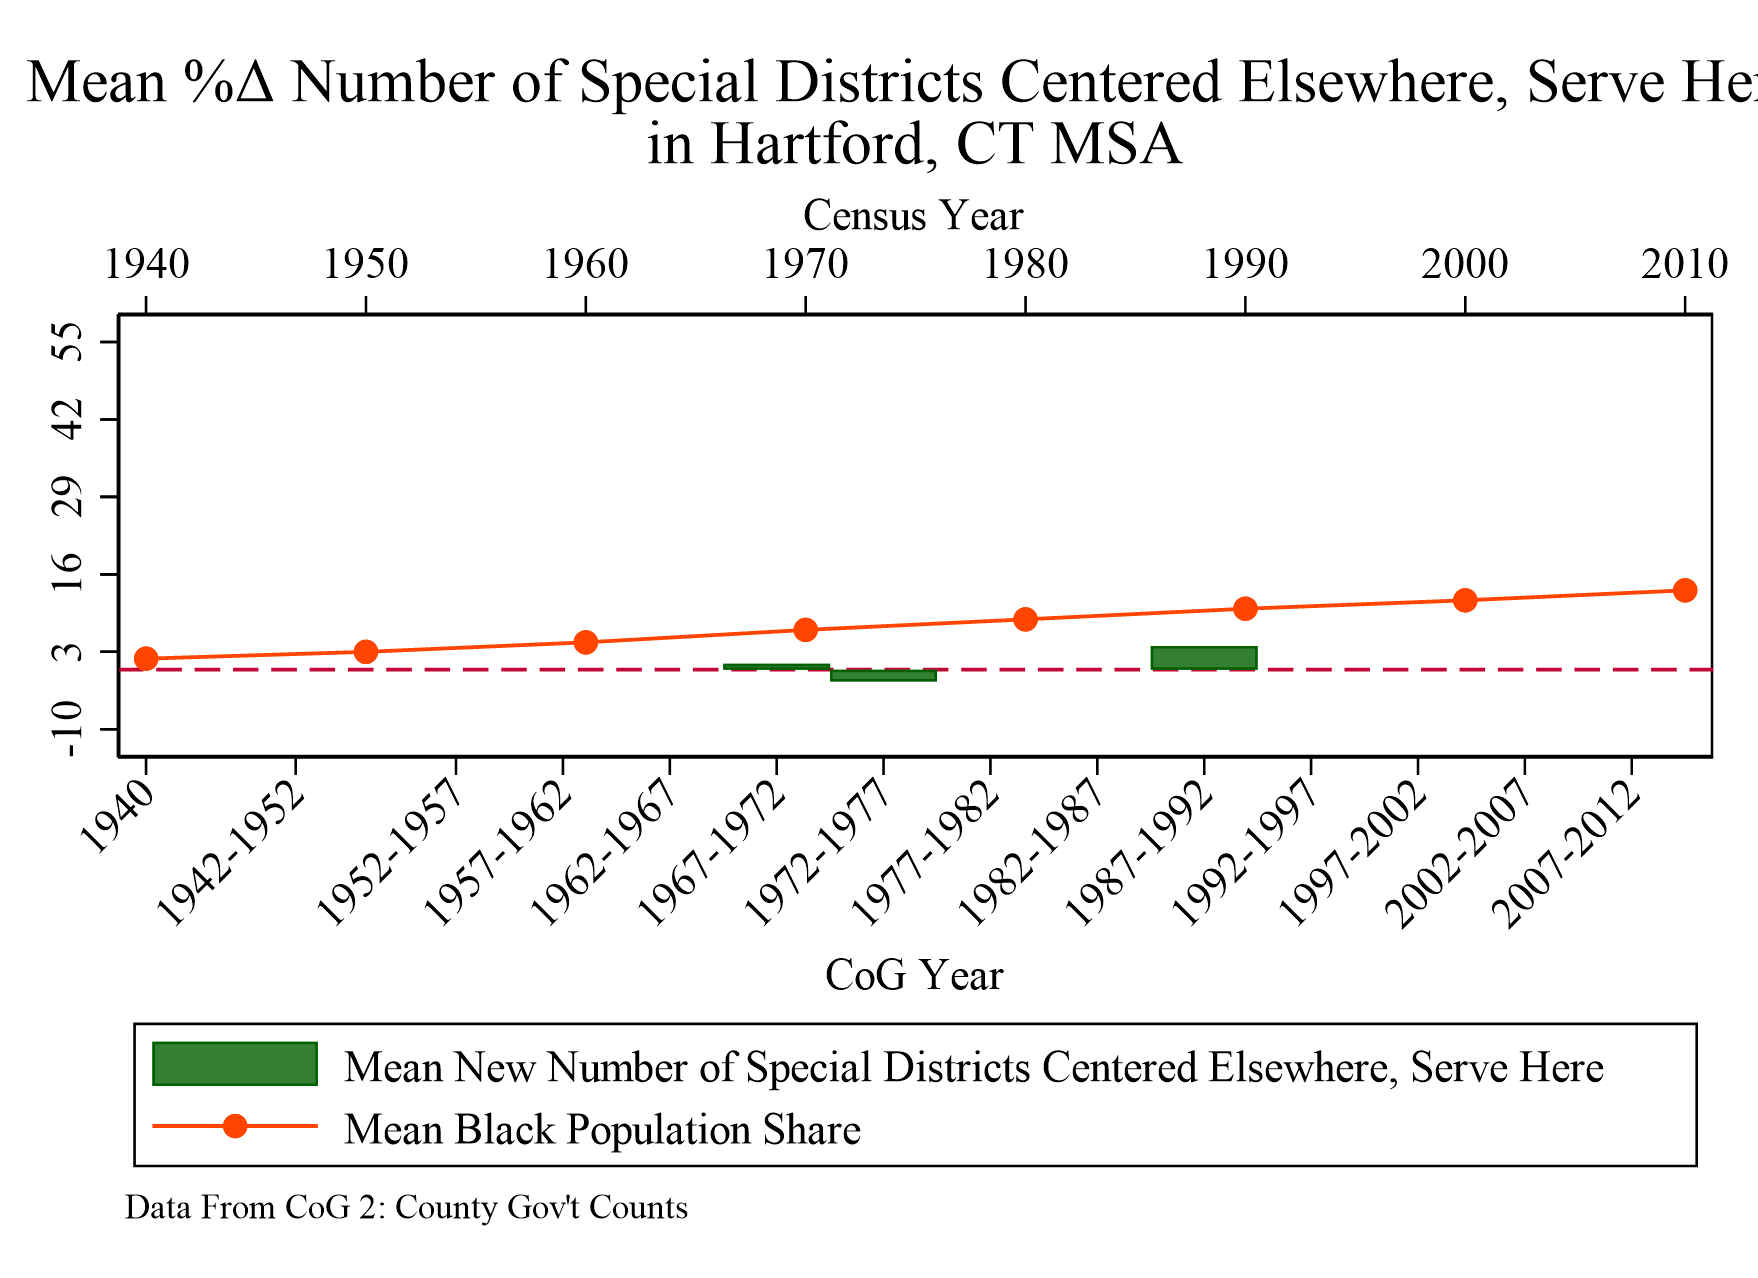 Mean %Δ Number of Special Districts Centered Elsewhere, Serve
in Hartford, CT MSA
Census Year
1940 1950 1960 1970 1980 1990 2000 2010
55
42
29
16
3
-10
1940 1942-1952 1952-1957 1957-1962 1962-1967 1967-1972 1972-1977 1977-1982 1982-1987 1987-1992 1992-1997 1997-2002 2002-2007 2007-2012
CoG Year
Mean New Number of Special Districts Centered Elsewhere, Serve Here
Mean Black Population Share
Data From CoG 2: County Gov't Counts